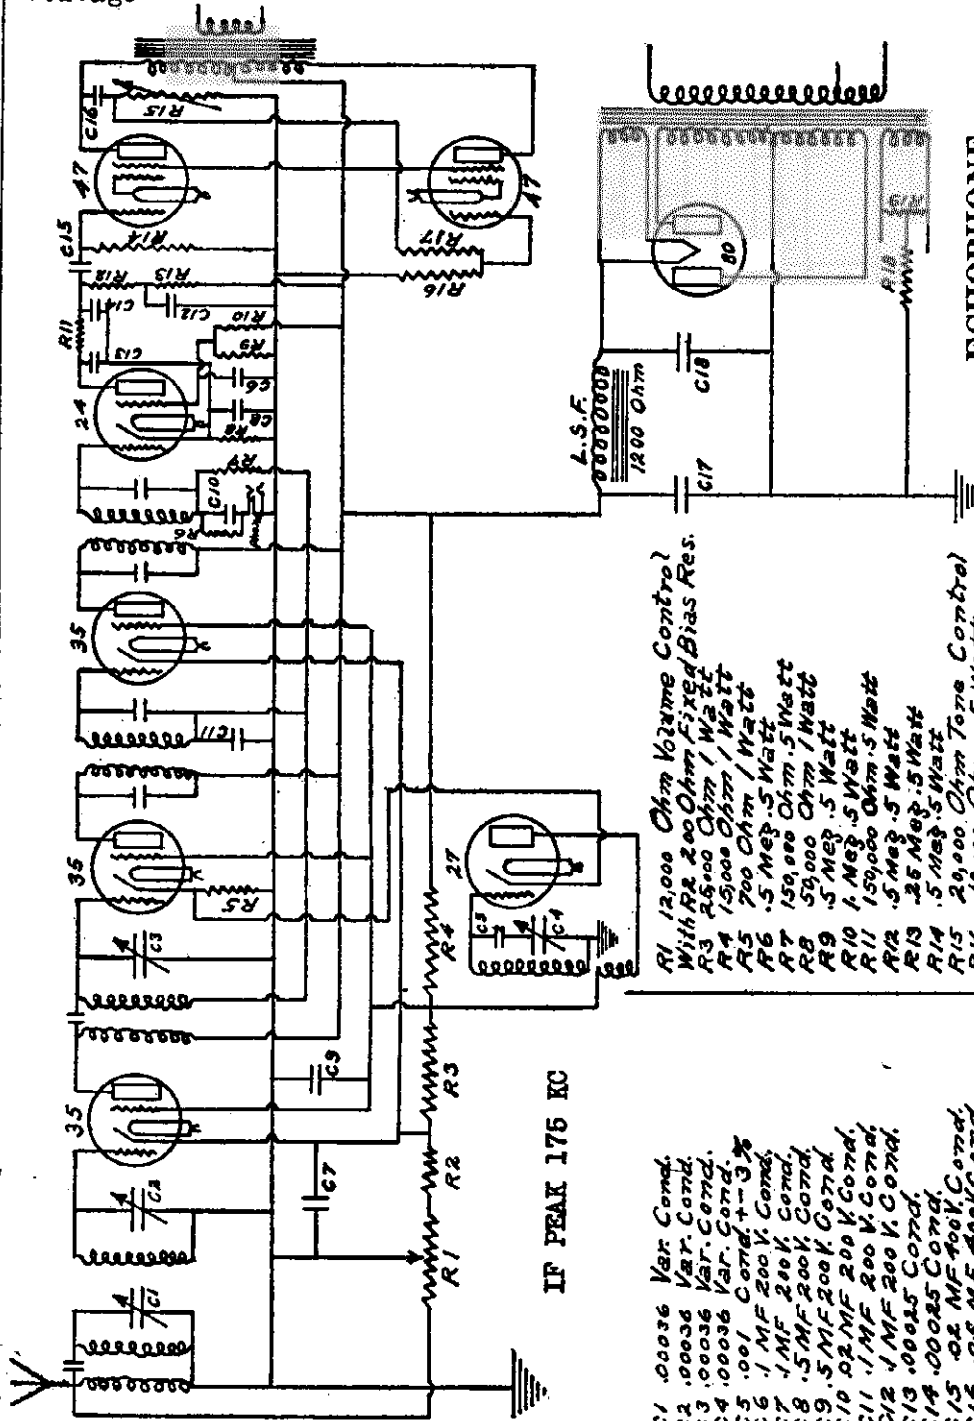 C1
C2
35
C3
35
R5
C11
35
R6
C10
R7
24
R8
C8
C6
R9
R10
C13
R11
C14
C12
R12
R13
C15
R14
47
C16
R15
R16
R17
47
C7
C9
R1
R2
R3
R4
27
C5
C4
IF PEAK 175 KC
L.S.F.
1200 Ohm
C17
C18
80
R18
R19
ECHOPHONE
C1 .00036 Var. Cond.
C2 .00036 Var. Cond.
C3 .00036 Var. Cond.
C4 .00036 Var. Cond.
C5 .001 Cond. +-3%
C6 .1 MF 200 V. Cond.
C7 .1 MF 200 V. Cond.
C8 .5 MF 200 V. Cond.
C9 .5 MF 200 V. Cond.
C10 .02 MF 200 V. Cond.
C11 .1 MF 200 V. Cond.
C12 .1 MF 200 V. Cond.
C13 .00025 Cond.
C14 .00025 Cond.
C15 .02 MF 400 V. Cond.
R1 12,000 Ohm Volume Control
With R2 200 Ohm Fixed Bias Res.
R3 25,000 Ohm 1 Watt
R4 15,000 Ohm 1 Watt
R5 700 Ohm 1 Watt
R6 .5 Meg .5 Watt
R7 150,000 Ohm .5 Watt
R8 50,000 Ohm 1 Watt
R9 .5 Meg .5 Watt
R10 1. Meg .5 Watt
R11 150,000 Ohm .5 Watt
R12 .5 Meg .5 Watt
R13 .25 Meg .5 Watt
R14 .5 Meg .5 Watt
R15 20,000 Ohm Tone Control